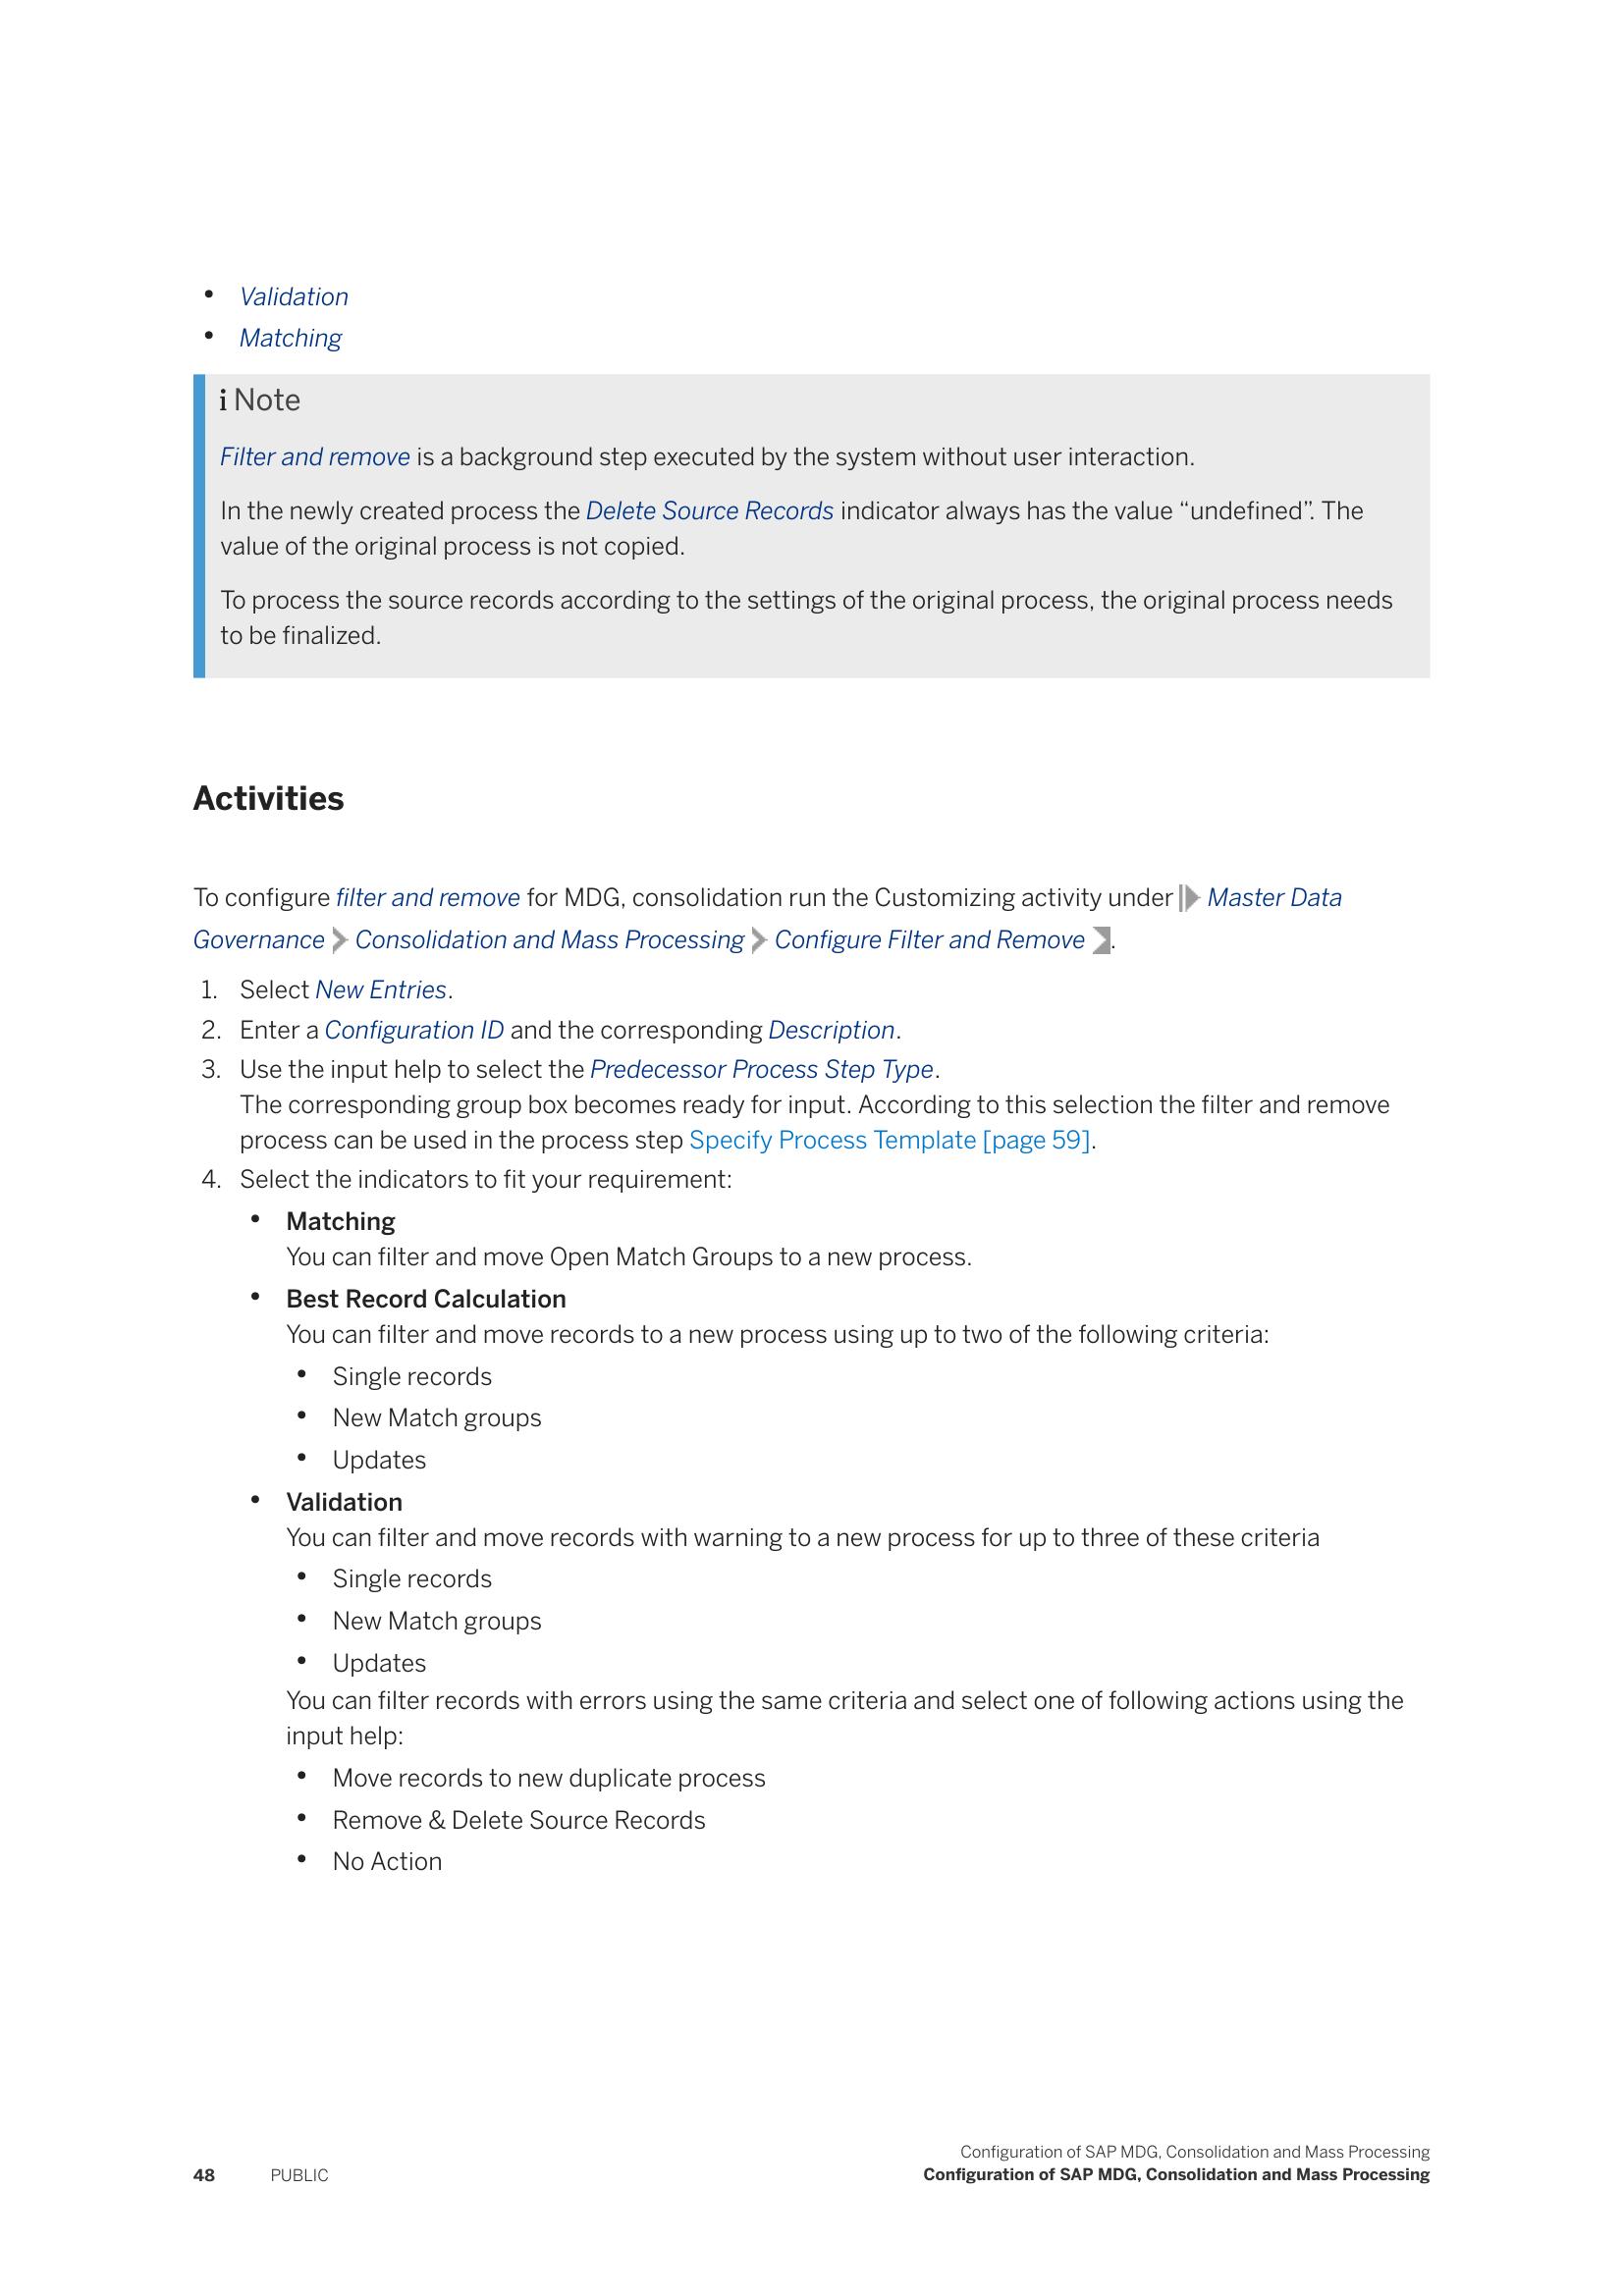 • Validation
• Matching
i Note
Filter and remove is a background step executed by the system without user interaction.
In the newly created process the Delete Source Records indicator always has the value “undefined”. The
value of the original process is not copied.
To process the source records according to the settings of the original process, the original process needs
to be finalized.
Activities
To configure filter and remove for MDG, consolidation run the Customizing activity under Master Data
Governance Consolidation and Mass Processing Configure Filter and Remove .
1. Select New Entries.
2. Enter a Configuration ID and the corresponding Description.
3. Use the input help to select the Predecessor Process Step Type.
The corresponding group box becomes ready for input. According to this selection the filter and remove
process can be used in the process step Specify Process Template [page 59].
4. Select the indicators to fit your requirement:
• Matching
You can filter and move Open Match Groups to a new process.
• Best Record Calculation
You can filter and move records to a new process using up to two of the following criteria:
• Single records
• New Match groups
• Updates
• Validation
You can filter and move records with warning to a new process for up to three of these criteria
• Single records
• New Match groups
• Updates
You can filter records with errors using the same criteria and select one of following actions using the
input help:
• Move records to new duplicate process
• Remove & Delete Source Records
• No Action
Configuration of SAP MDG, Consolidation and Mass Processing
48 PUBLIC Configuration of SAP MDG, Consolidation and Mass Processing